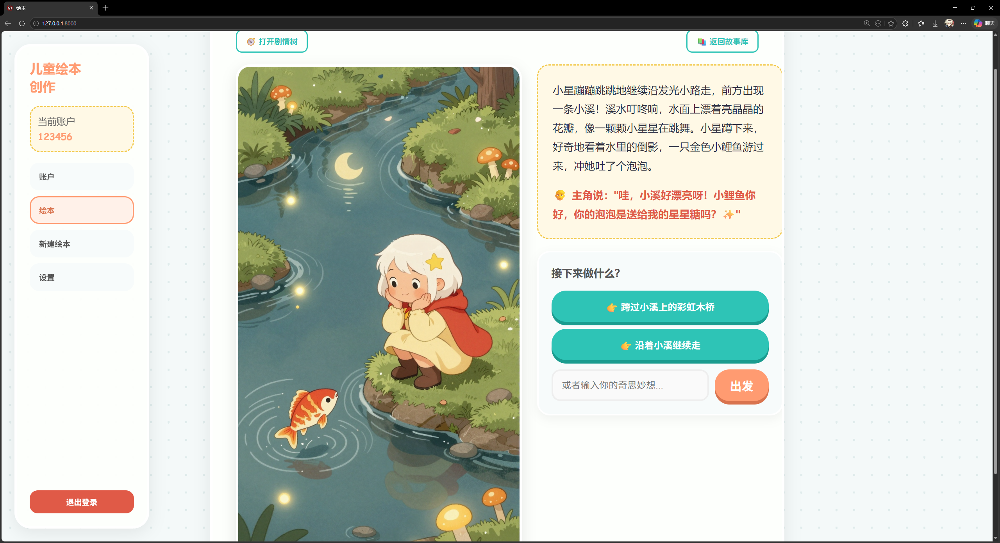 绘本
127.0.0.1:8000
聊天
儿童绘本
创作
当前账户
123456
账户
绘本
新建绘本
设置
退出登录
打开剧情树
返回故事库
小星蹦蹦跳跳地继续沿发光小路走，前方出现
一条小溪！溪水叮咚响，水面上漂着亮晶晶的
花瓣，像一颗颗小星星在跳舞。小星蹲下来，
好奇地看着水里的倒影，一只金色小鲤鱼游过
来，冲她吐了个泡泡。
主角说："哇，小溪好漂亮呀！小鲤鱼你
好，你的泡泡是送给我的星星糖吗？✨"
接下来做什么？
👉 跨过小溪上的彩虹木桥
👉 沿着小溪继续走
或者输入你的奇思妙想...
出发